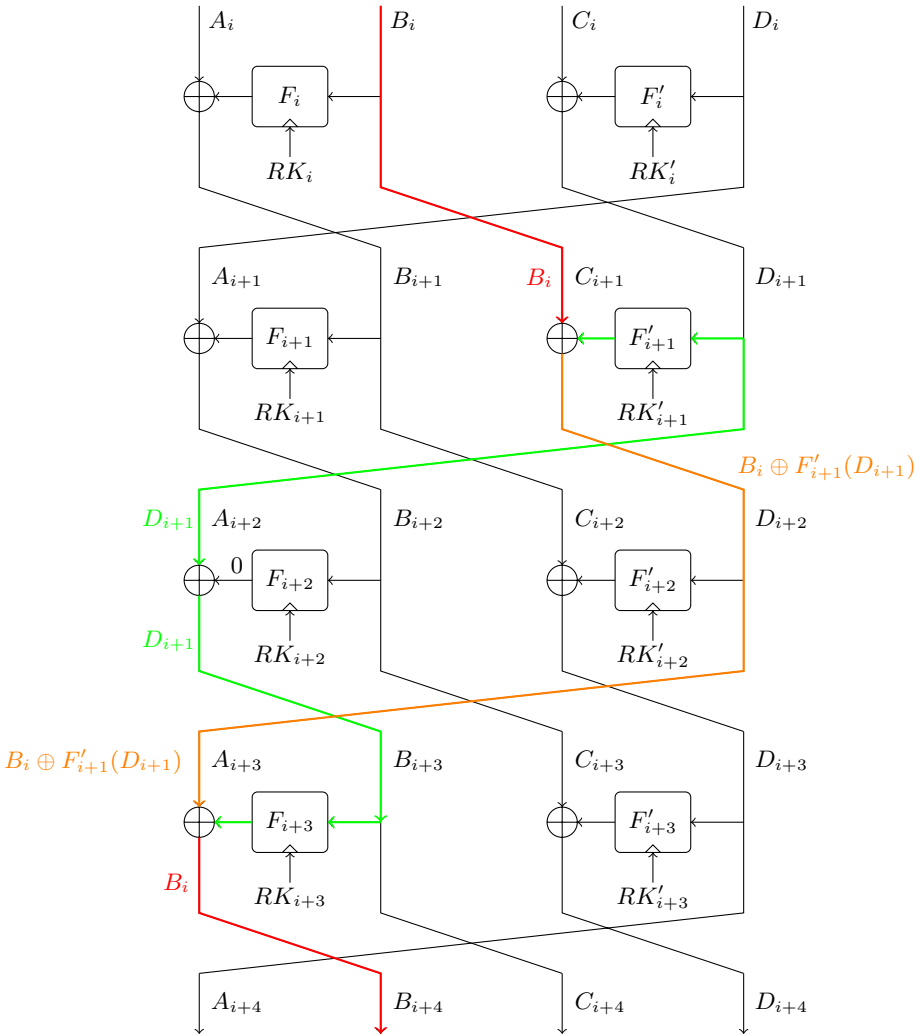 A_i B_i C_i D_i
F_i F'_i
RK_i RK'_i
A_{i+1} B_{i+1} B_i C_{i+1} D_{i+1}
F_{i+1} F'_{i+1}
RK_{i+1} RK'_{i+1}
B_i ⊕ F'_{i+1}(D_{i+1})
D_{i+1} A_{i+2} B_{i+2} C_{i+2} D_{i+2}
0 F_{i+2} F'_{i+2}
D_{i+1} RK_{i+2} RK'_{i+2}
B_i ⊕ F'_{i+1}(D_{i+1}) A_{i+3} B_{i+3} C_{i+3} D_{i+3}
F_{i+3} F'_{i+3}
B_i RK_{i+3} RK'_{i+3}
A_{i+4} B_{i+4} C_{i+4} D_{i+4}